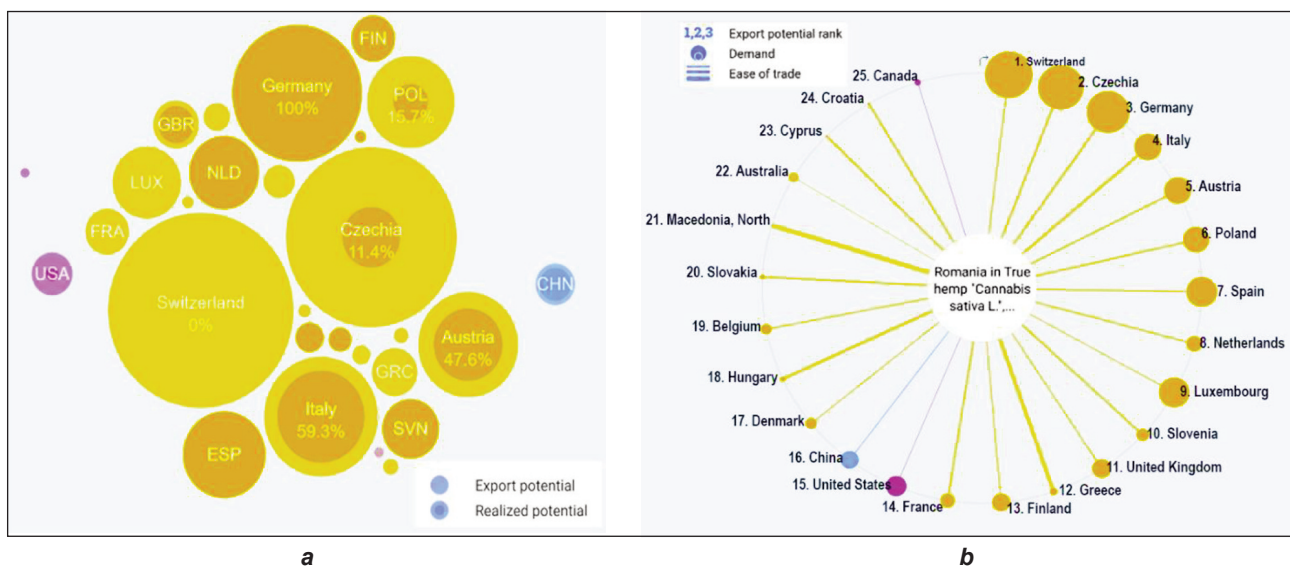 FIN
Germany
100%
POL
15.7%
GBR
NLD
LUX
FRA
Czechia
11.4%
USA
CHN
Switzerland
0%
Austria
47.6%
GRC
Italy
59.3%
SVN
ESP
Export potential
Realized potential
a
1,2,3 Export potential rank
Demand
Ease of trade
1. Switzerland
2. Czechia
3. Germany
4. Italy
5. Austria
6. Poland
7. Spain
8. Netherlands
9. Luxembourg
10. Slovenia
11. United Kingdom
12. Greece
13. Finland
14. France
15. United States
16. China
17. Denmark
18. Hungary
19. Belgium
20. Slovakia
21. Macedonia, North
22. Australia
23. Cyprus
24. Croatia
25. Canada
Romania in True
hemp "Cannabis
sativa L.",...
b